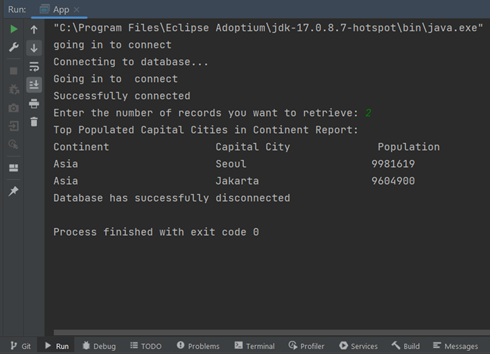 Run: App ×
"C:\Program Files\Eclipse Adoptium\jdk-17.0.8.7-hotspot\bin\java.exe"
going in to connect
Connecting to database...
Going in to  connect
Successfully connected
Enter the number of records you want to retrieve: 2
Top Populated Capital Cities in Continent Report:
Continent Capital City Population
Asia Seoul 9981619
Asia Jakarta 9604900
Database has successfully disconnected
Process finished with exit code 0
Git Run Debug TODO Problems Terminal Profiler Services Build Messages